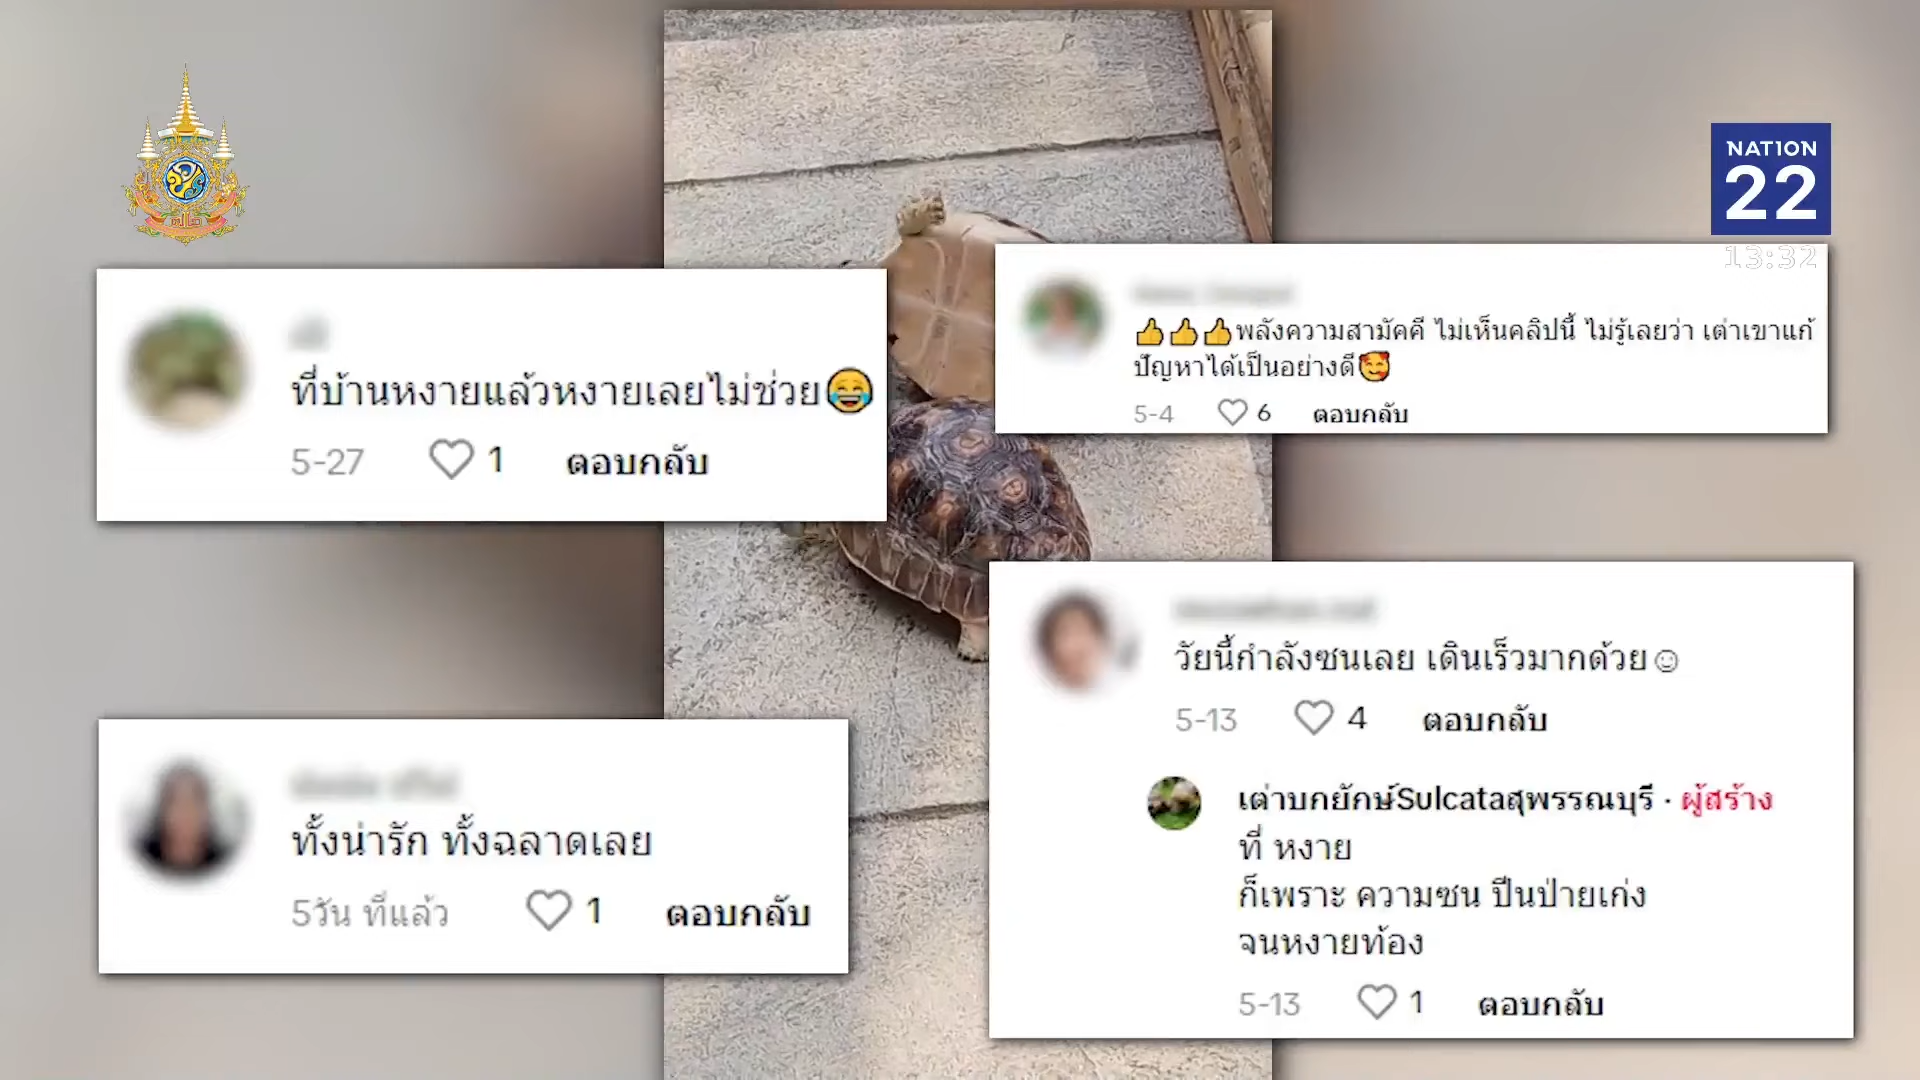 NATION
22
13:32
ที่บ้านหงายแล้วหงายเลยไม่ช่วย😂
5-27 1 ตอบกลับ
👍👍👍พลังความสามัคคี ไม่เห็นคลิปนี้ ไม่รู้เลยว่า เต่าเขาแก้
ปัญหาได้เป็นอย่างดี🥰
5-4 6 ตอบกลับ
ทั้งน่ารัก ทั้งฉลาดเลย
5วัน ที่แล้ว 1 ตอบกลับ
วัยนี้กำลังซนเลย เดินเร็วมากด้วย☺
5-13 4 ตอบกลับ
เต่าบกยักษ์Sulcataสุพรรณบุรี · ผู้สร้าง
ที่ หงาย
ก็เพราะ ความซน ปีนป่ายเก่ง
จนหงายท้อง
5-13 1 ตอบกลับ